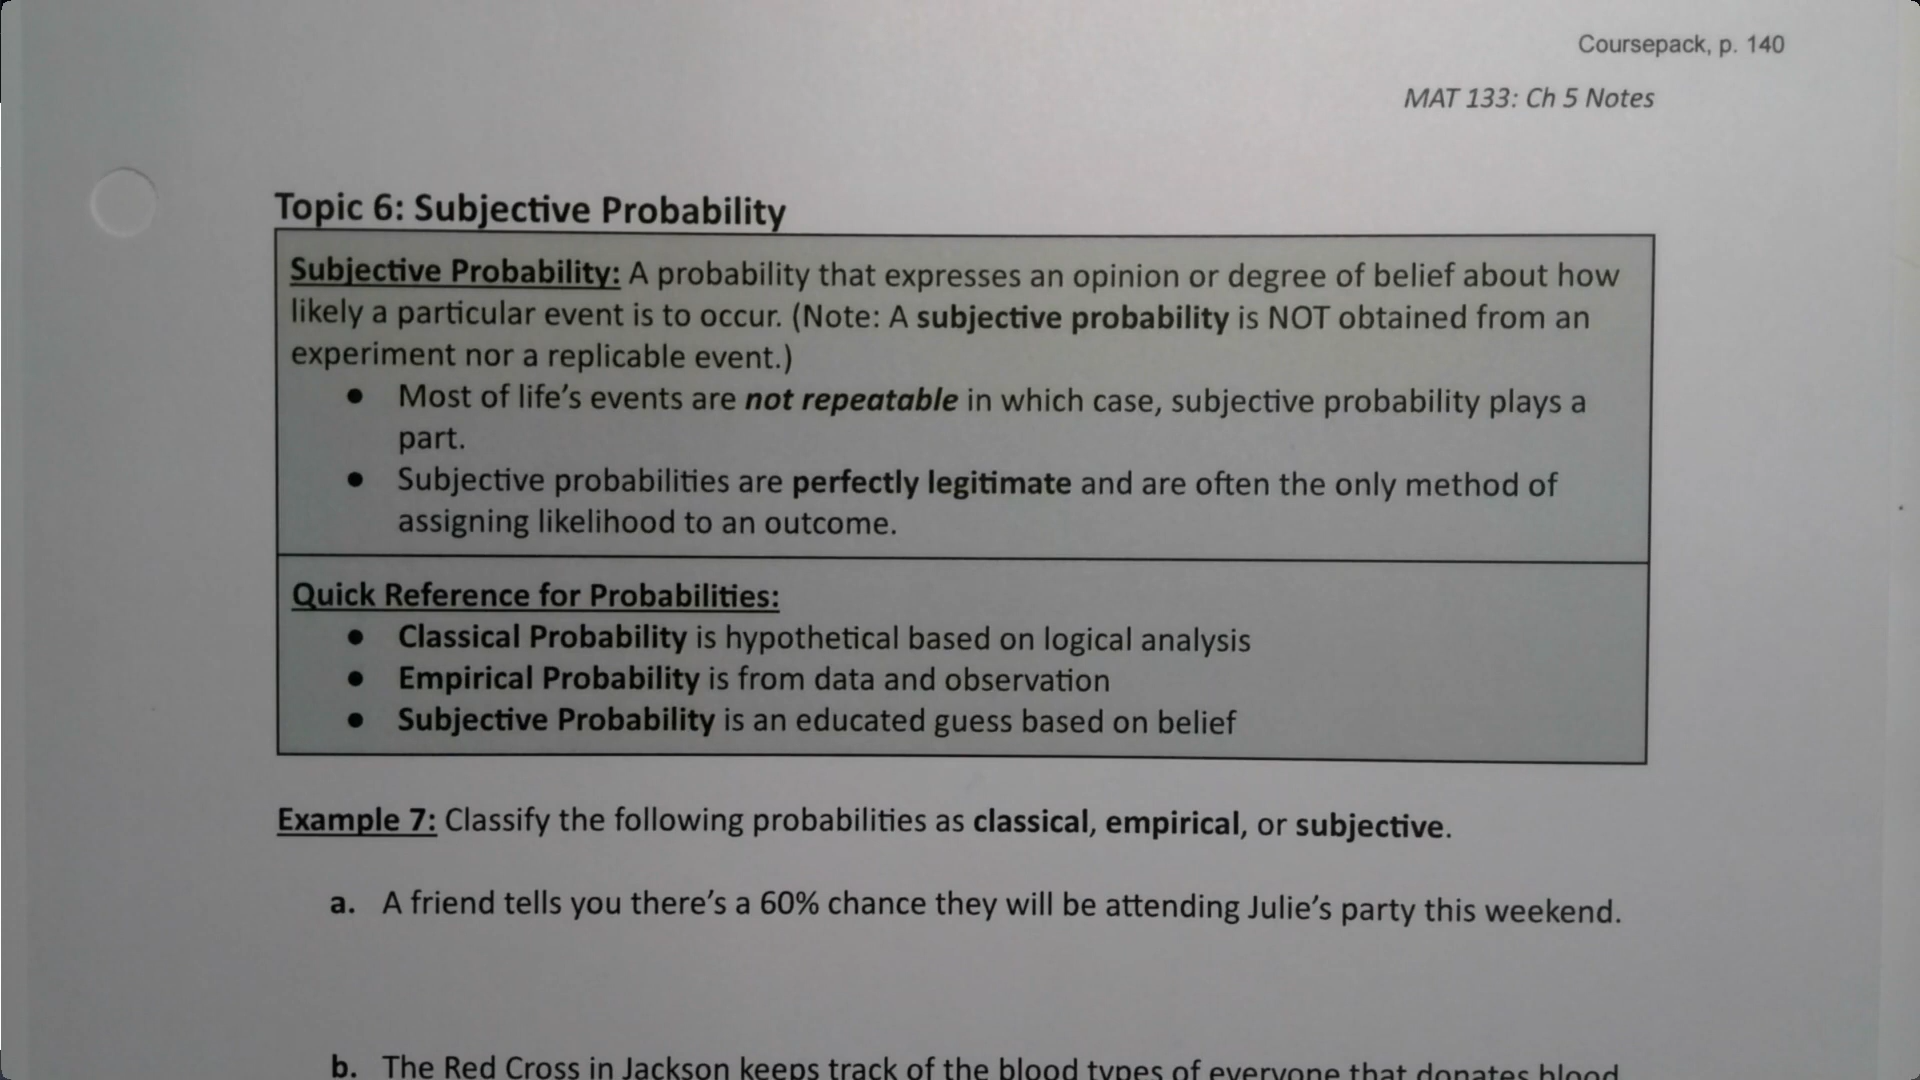 Coursepack, p. 140
MAT 133: Ch 5 Notes
Topic 6: Subjective Probability
Subjective Probability: A probability that expresses an opinion or degree of belief about how
likely a particular event is to occur. (Note: A subjective probability is NOT obtained from an
experiment nor a replicable event.)
● Most of life’s events are not repeatable in which case, subjective probability plays a
part.
● Subjective probabilities are perfectly legitimate and are often the only method of
assigning likelihood to an outcome.
Quick Reference for Probabilities:
● Classical Probability is hypothetical based on logical analysis
● Empirical Probability is from data and observation
● Subjective Probability is an educated guess based on belief
Example 7: Classify the following probabilities as classical, empirical, or subjective.
a. A friend tells you there’s a 60% chance they will be attending Julie’s party this weekend.
b. The Red Cross in Jackson keeps track of the blood types of everyone that donates blood